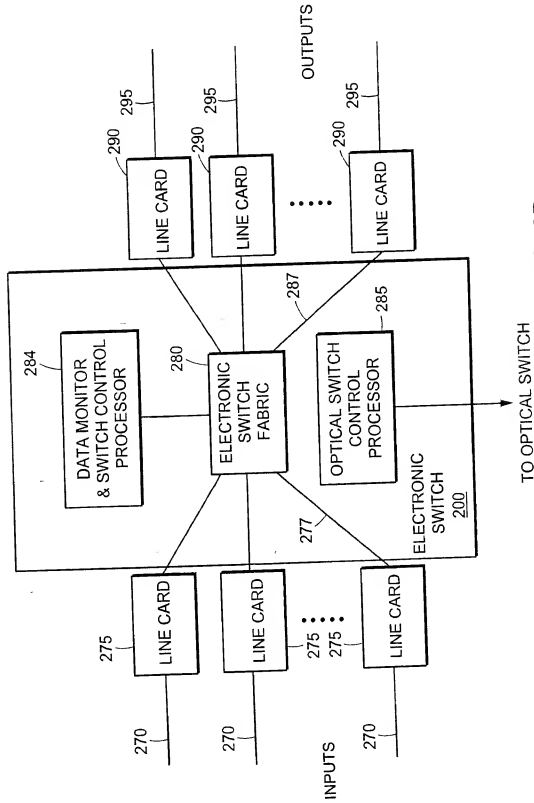 284
DATA MONITOR
& SWITCH CONTROL
PROCESSOR
275
LINE CARD
270
290
LINE CARD
295
280
ELECTRONIC
SWITCH
FABRIC
LINE CARD
275
270
290
LINE CARD
295
277
287
275
LINE CARD
270
290
LINE CARD
295
INPUTS
OUTPUTS
285
OPTICAL SWITCH
CONTROL
PROCESSOR
ELECTRONIC
SWITCH
200
TO OPTICAL SWITCH